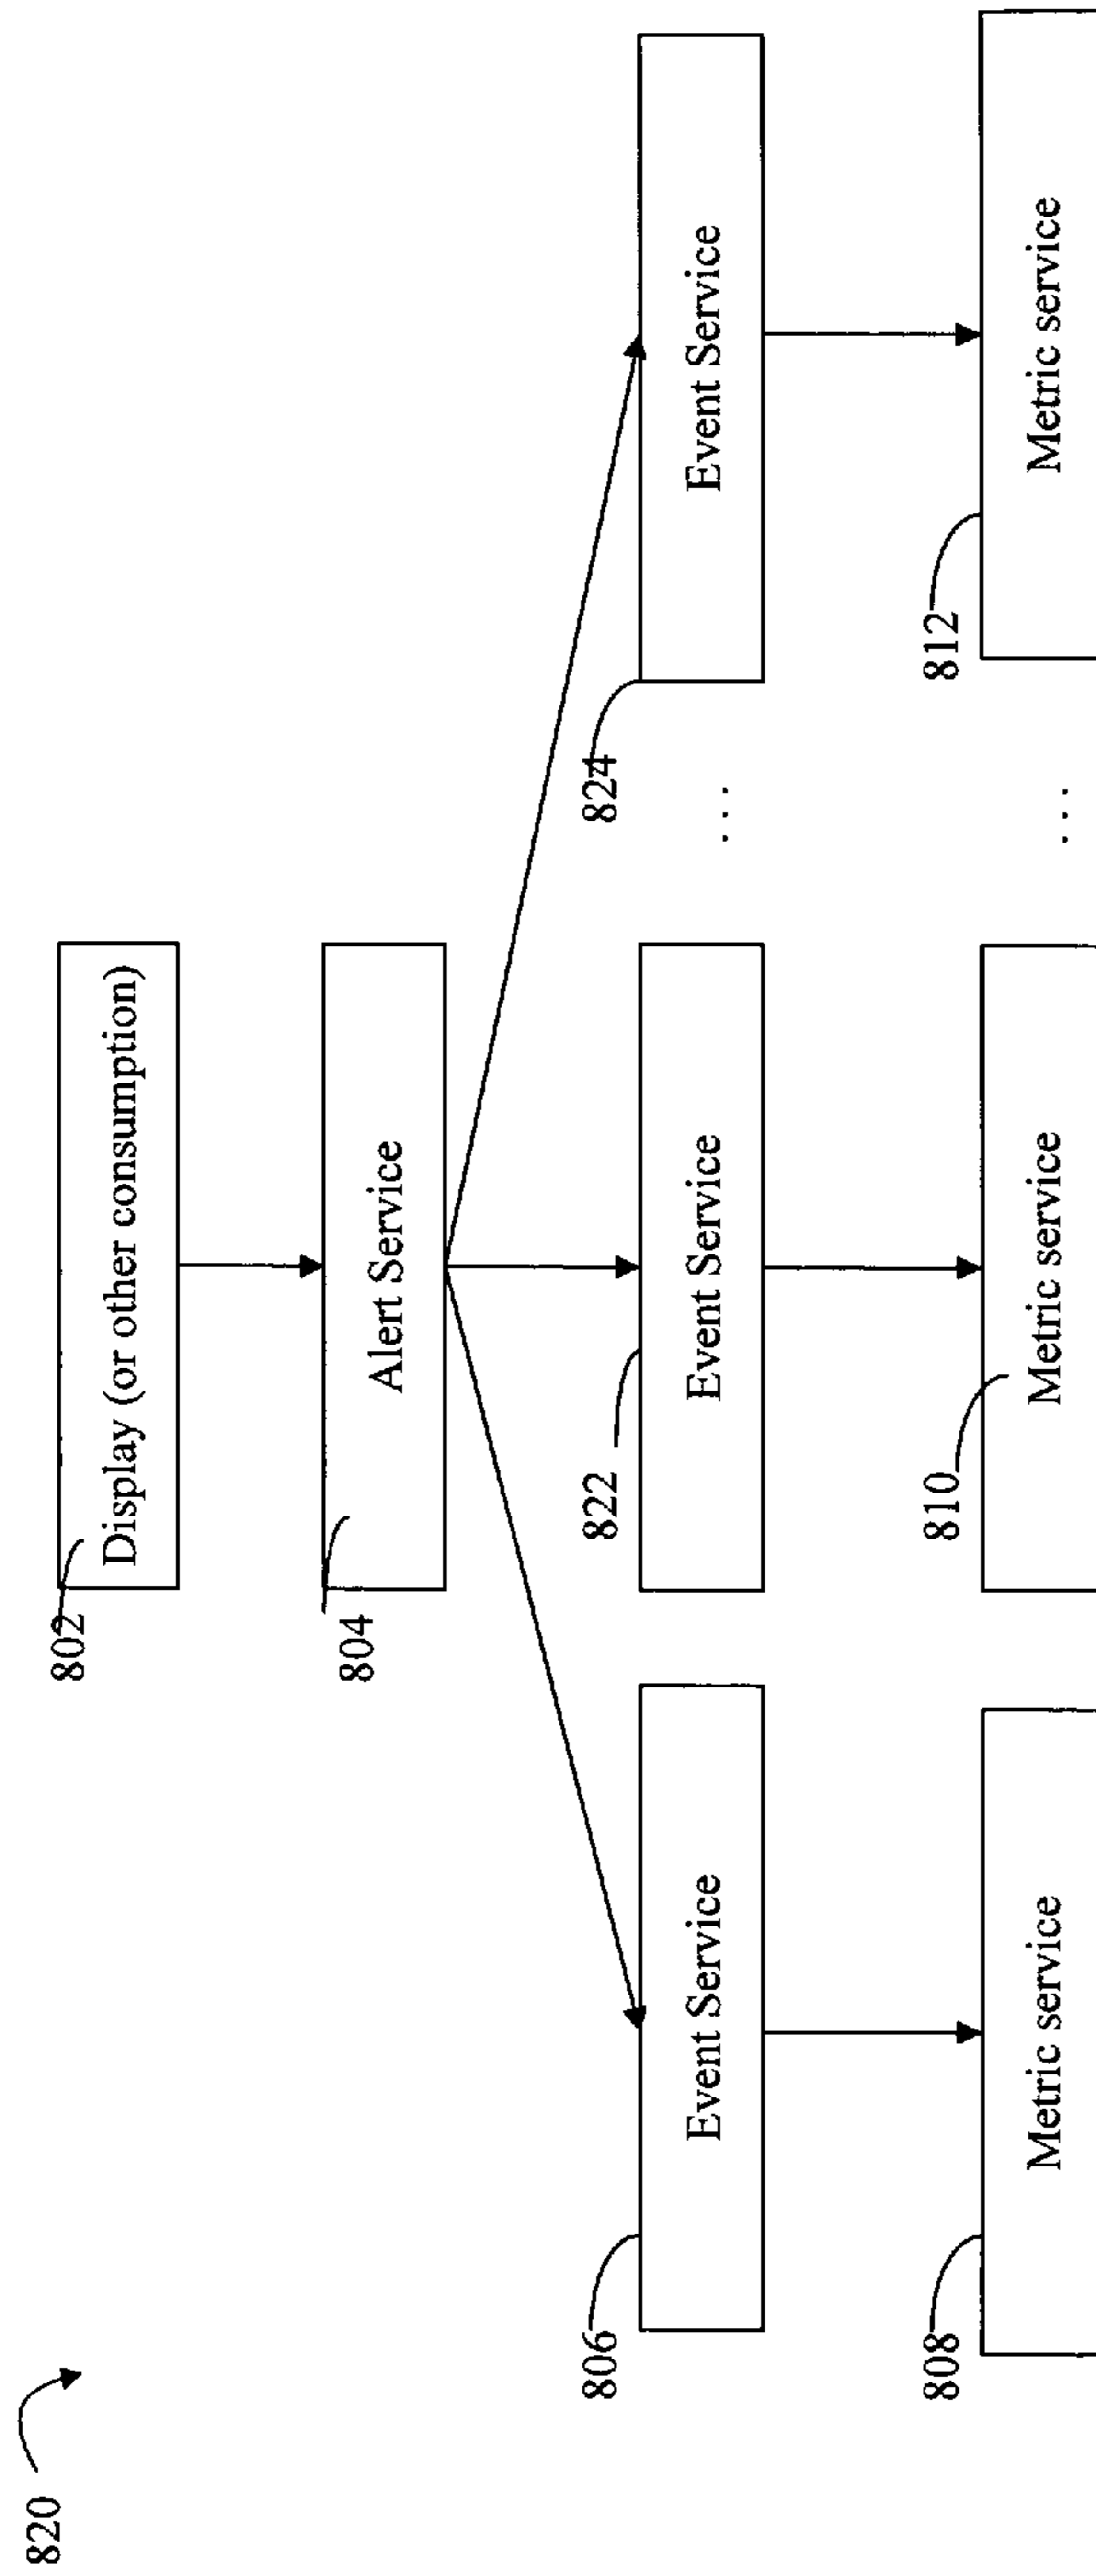 820
802
Display (or other consumption)
804
Alert Service
806
Event Service
822
Event Service
...
824
Event Service
808
Metric service
810
Metric service
...
812
Metric service